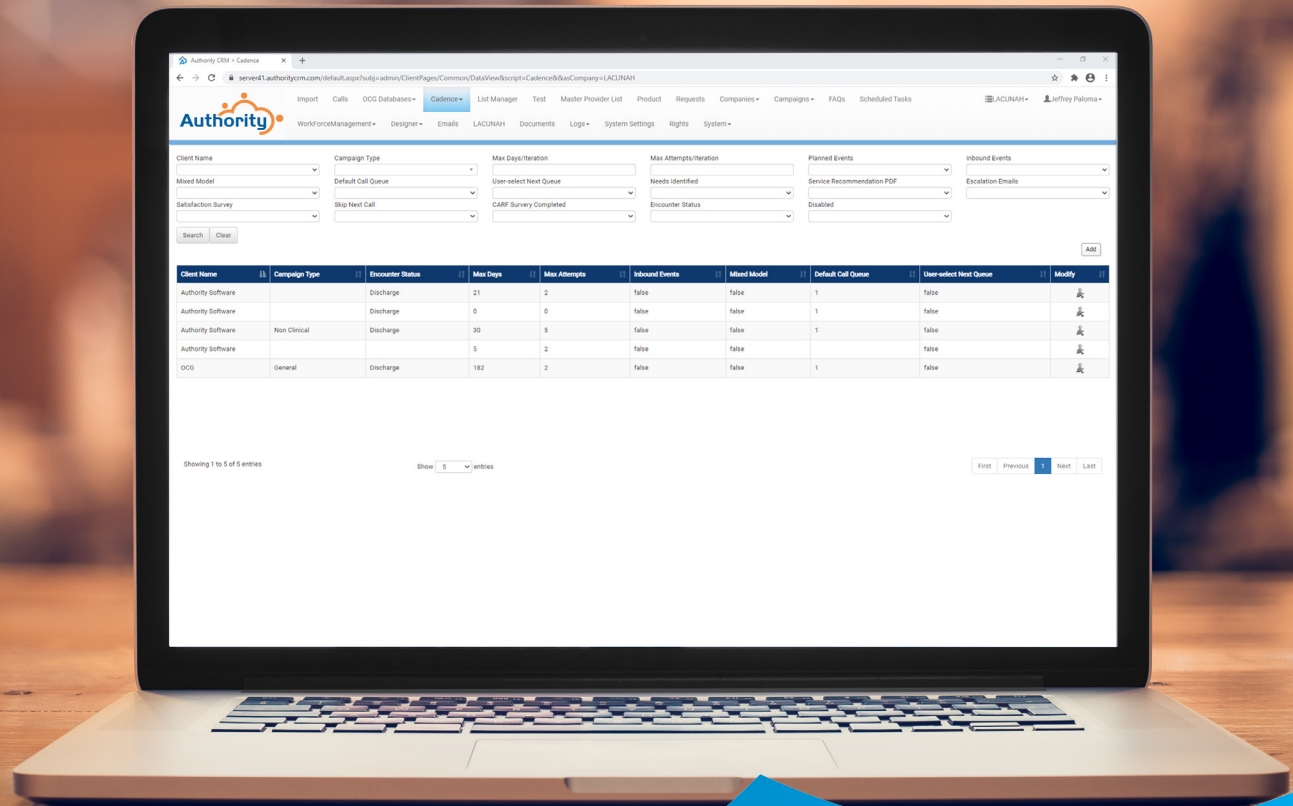 Authority CRM > Cadence
server41.authoritycrm.com/default.aspx?subj=admin/ClientPages/Common/DataView&script=Cadence&t&asCompany=LACUNAH
Authority
Import Calls OCG Databases Cadence List Manager Test Master Provider List Product Requests Companies Campaigns FAQs Scheduled Tasks LACUNAH Jeffrey Paloma
WorkForceManagement Designer Emails LACUNAH Documents Logs System Settings Rights System
Client Name Campaign Type Max Days/Iteration Max Attempts/Iteration Planned Events Inbound Events
Mixed Model Default Call Queue User-select Next Queue Needs Identified Service Recommendation PDF Escalation Emails
Satisfaction Survey Skip Next Call CARF Survery Completed Encounter Status Disabled
Search Clear
Add
Client Name Campaign Type Encounter Status Max Days Max Attempts Inbound Events Mixed Model Default Call Queue User-select Next Queue Modify
Authority Software Discharge 21 2 false false 1 false
Authority Software Discharge 0 0 false false 1 false
Authority Software Non Clinical Discharge 30 5 false false 1 false
Authority Software 5 2 false false false
OCG General Discharge 182 2 false false 1 false
Showing 1 to 5 of 5 entries Show 5 entries First Previous 1 Next Last